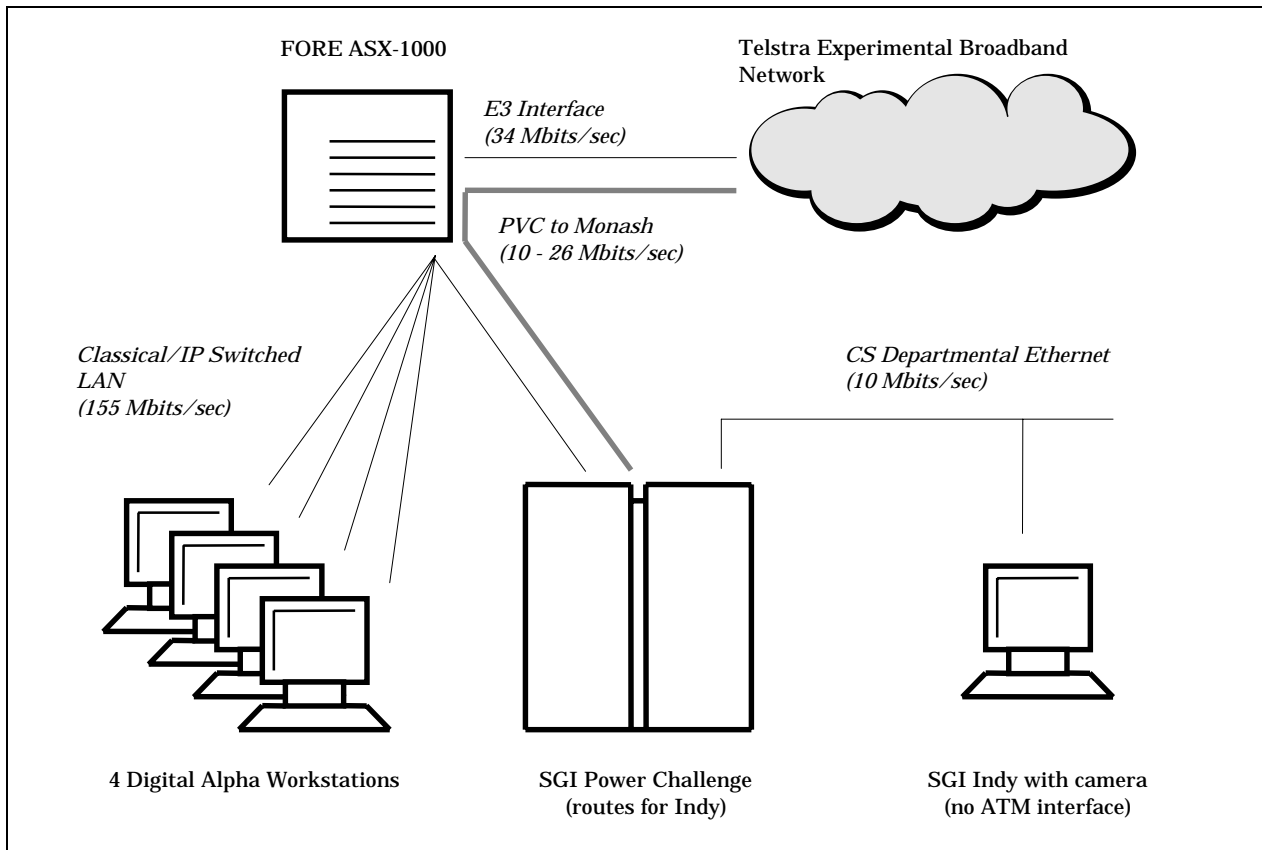 FORE ASX-1000
Telstra Experimental Broadband
Network
E3 Interface
(34 Mbits/sec)
PVC to Monash
(10 - 26 Mbits/sec)
Classical/IP Switched
LAN
(155 Mbits/sec)
CS Departmental Ethernet
(10 Mbits/sec)
4 Digital Alpha Workstations
SGI Power Challenge
(routes for Indy)
SGI Indy with camera
(no ATM interface)